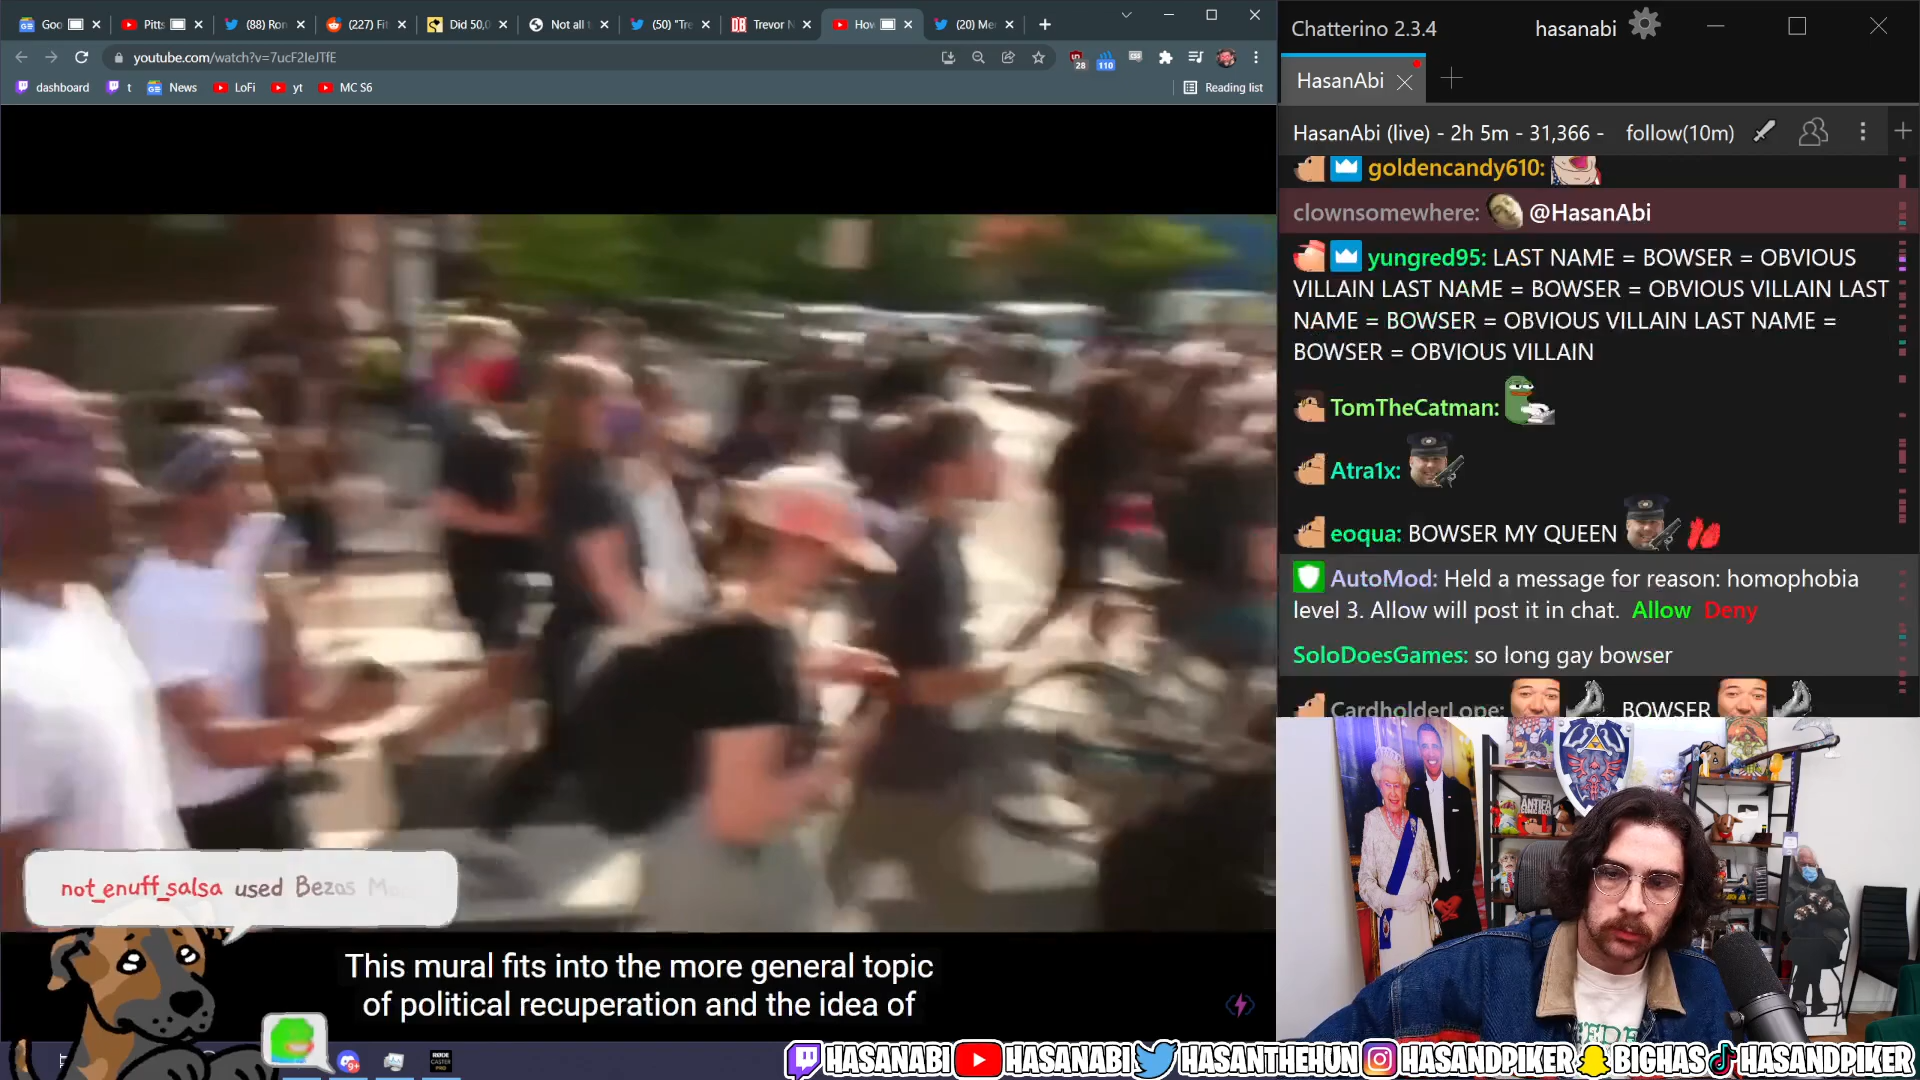 Goo
Pitts
(88) Ron
(227) Fi
Did 50,0
Not all t
(50) "Tre
Trevor N
How
(20) Me
youtube.com/watch?v=7ucF2IeJTfE
28
110
dashboard
t
News
LoFi
yt
MC S6
Reading list
Chatterino 2.3.4
hasanabi
HasanAbi
HasanAbi (live) - 2h 5m - 31,366 -
follow(10m)
goldencandy610:
clownsomewhere: @HasanAbi
yungred95: LAST NAME = BOWSER = OBVIOUS
VILLAIN LAST NAME = BOWSER = OBVIOUS VILLAIN LAST
NAME = BOWSER = OBVIOUS VILLAIN LAST NAME =
BOWSER = OBVIOUS VILLAIN
TomTheCatman:
Atra1x:
eoqua: BOWSER MY QUEEN
AutoMod: Held a message for reason: homophobia
level 3. Allow will post it in chat. Allow Deny
SoloDoesGames: so long gay bowser
CardholderLope: BOWSER
ANTIFA
not_enuff_salsa used Bezos M
This mural fits into the more general topic
of political recuperation and the idea of
HASANABI
HASANABI
HASANTHEHUN
HASANDPIKER
BIGHAS
HASANDPIKER